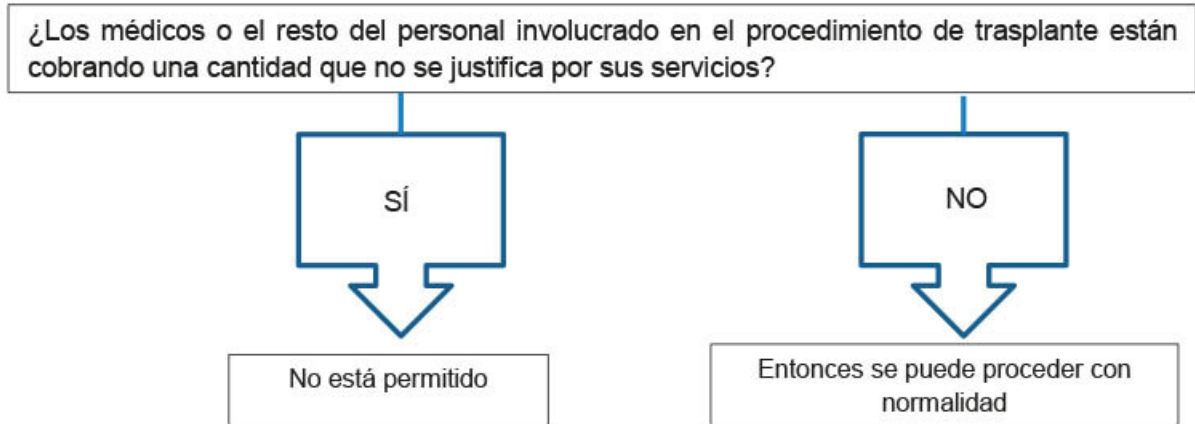 ¿Los médicos o el resto del personal involucrado en el procedimiento de trasplante están
cobrando una cantidad que no se justifica por sus servicios?
SÍ
NO
No está permitido
Entonces se puede proceder con
normalidad